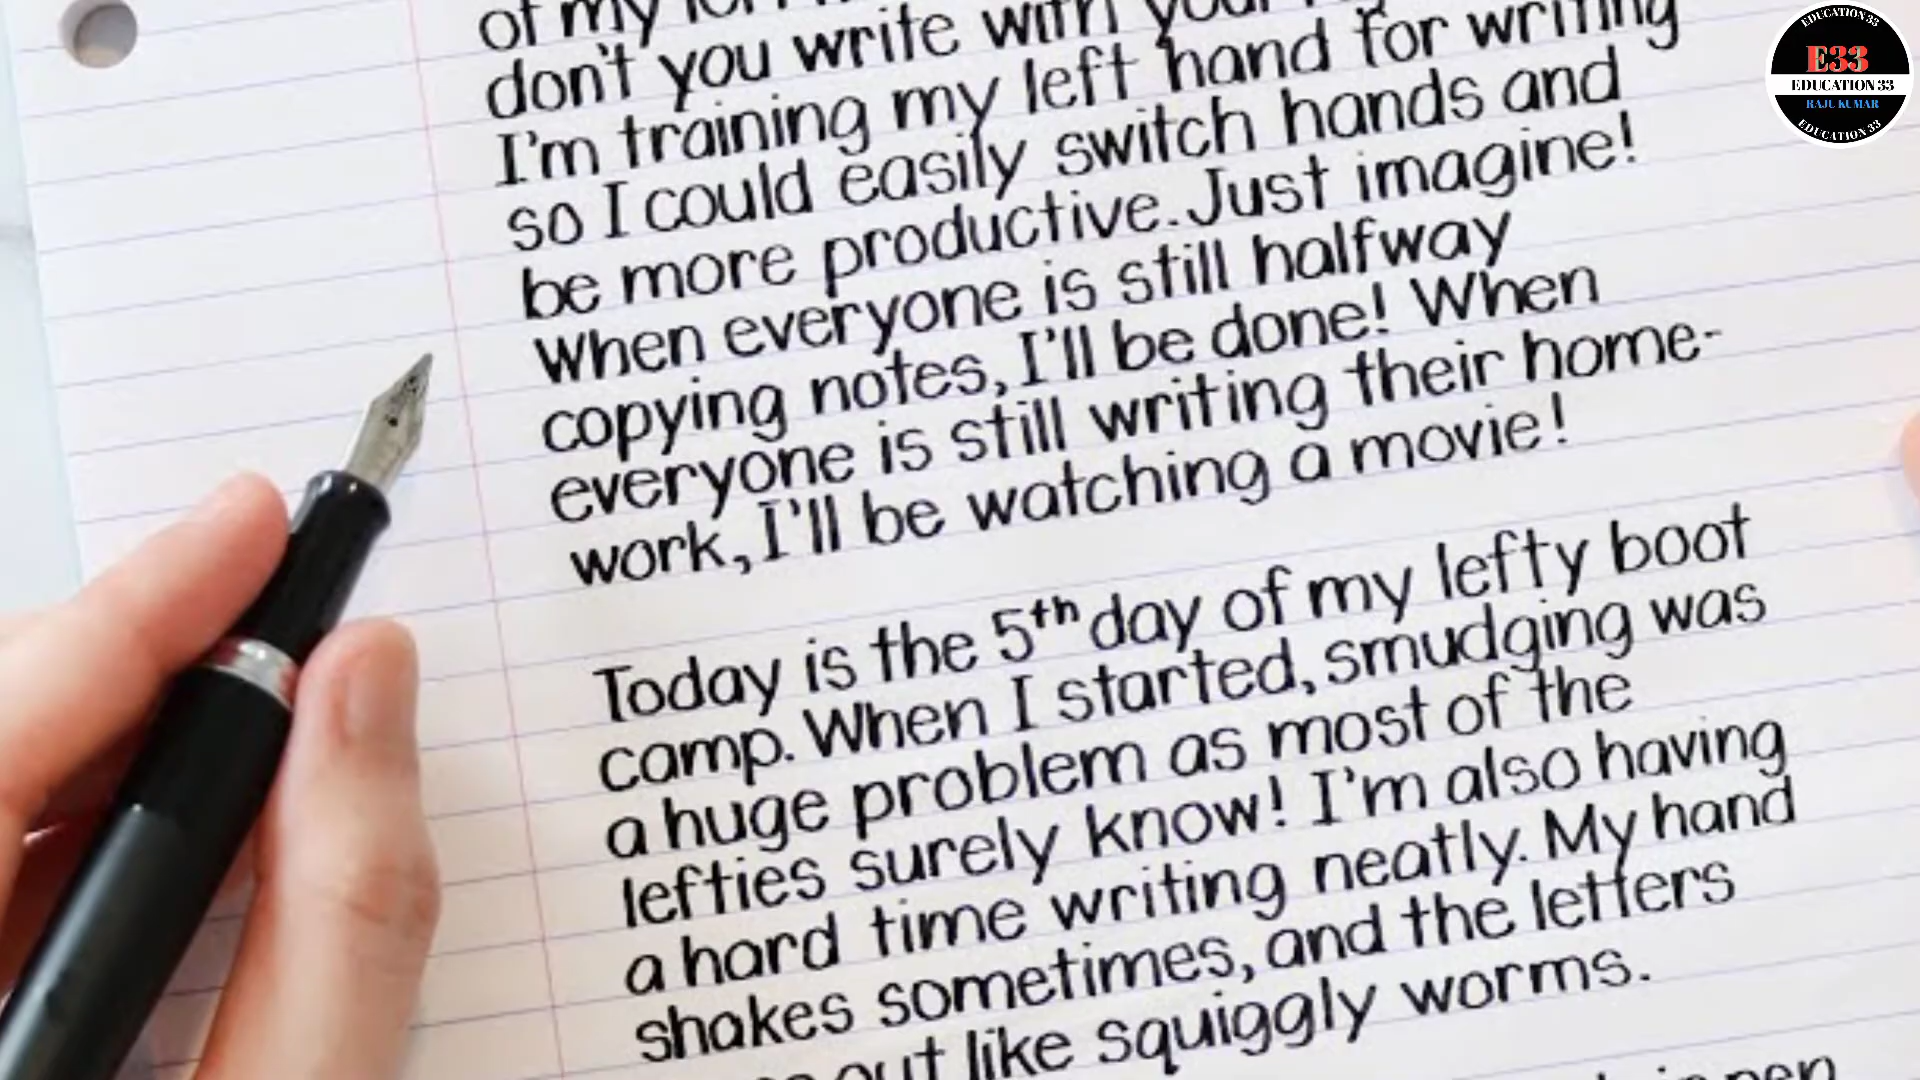 of my
don't you write with your
I'm training my left hand for writing
so I could easily switch hands and
be more productive. Just imagine!
When everyone is still halfway
copying notes, I'll be done! When
everyone is still writing their home-
work, I'll be watching a movie!
Today is the 5th day of my lefty boot
camp. When I started, smudging was
a huge problem as most of the
lefties surely know! I'm also having
a hard time writing neatly. My hand
shakes sometimes, and the letters
out like squiggly worms.
pen
EDUCATION 33
E33
EDUCATION 33
RAJU KUMAR
EDUCATION 33